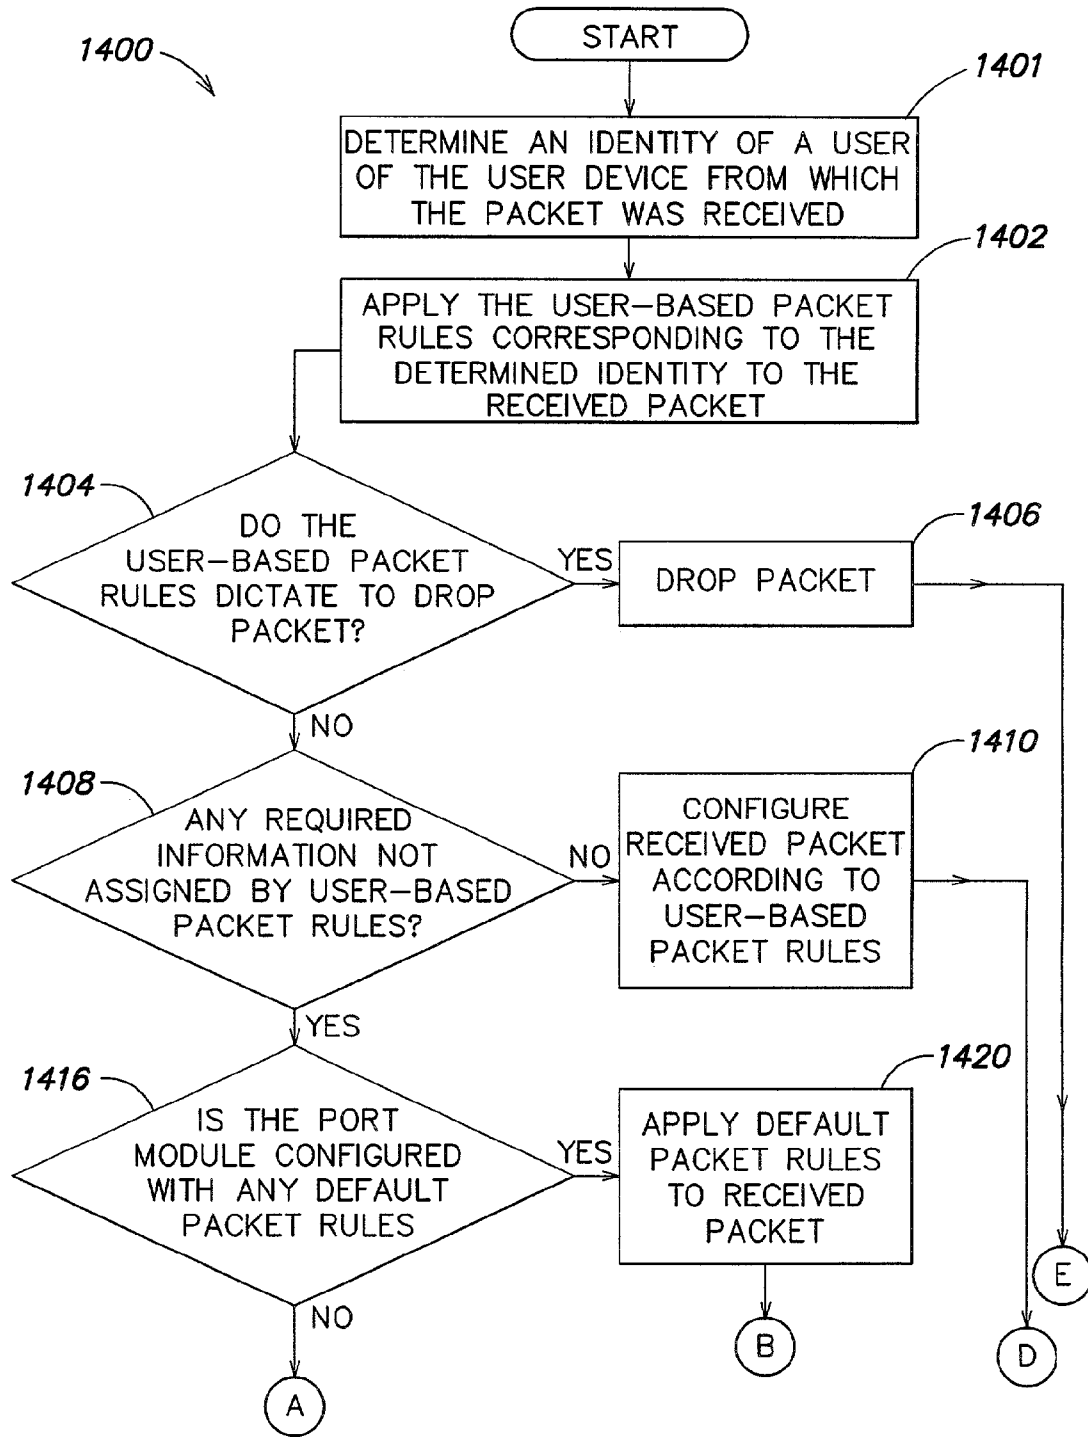 1400
START
1401
DETERMINE AN IDENTITY OF A USER
OF THE USER DEVICE FROM WHICH
THE PACKET WAS RECEIVED
1402
APPLY THE USER-BASED PACKET
RULES CORRESPONDING TO THE
DETERMINED IDENTITY TO THE
RECEIVED PACKET
1404
DO THE
USER-BASED PACKET
RULES DICTATE TO DROP
PACKET?
YES
1406
DROP PACKET
NO
1408
ANY REQUIRED
INFORMATION NOT
ASSIGNED BY USER-BASED
PACKET RULES?
NO
1410
CONFIGURE
RECEIVED PACKET
ACCORDING TO
USER-BASED
PACKET RULES
YES
1416
IS THE PORT
MODULE CONFIGURED
WITH ANY DEFAULT
PACKET RULES
YES
1420
APPLY DEFAULT
PACKET RULES
TO RECEIVED
PACKET
NO
E
B
D
A